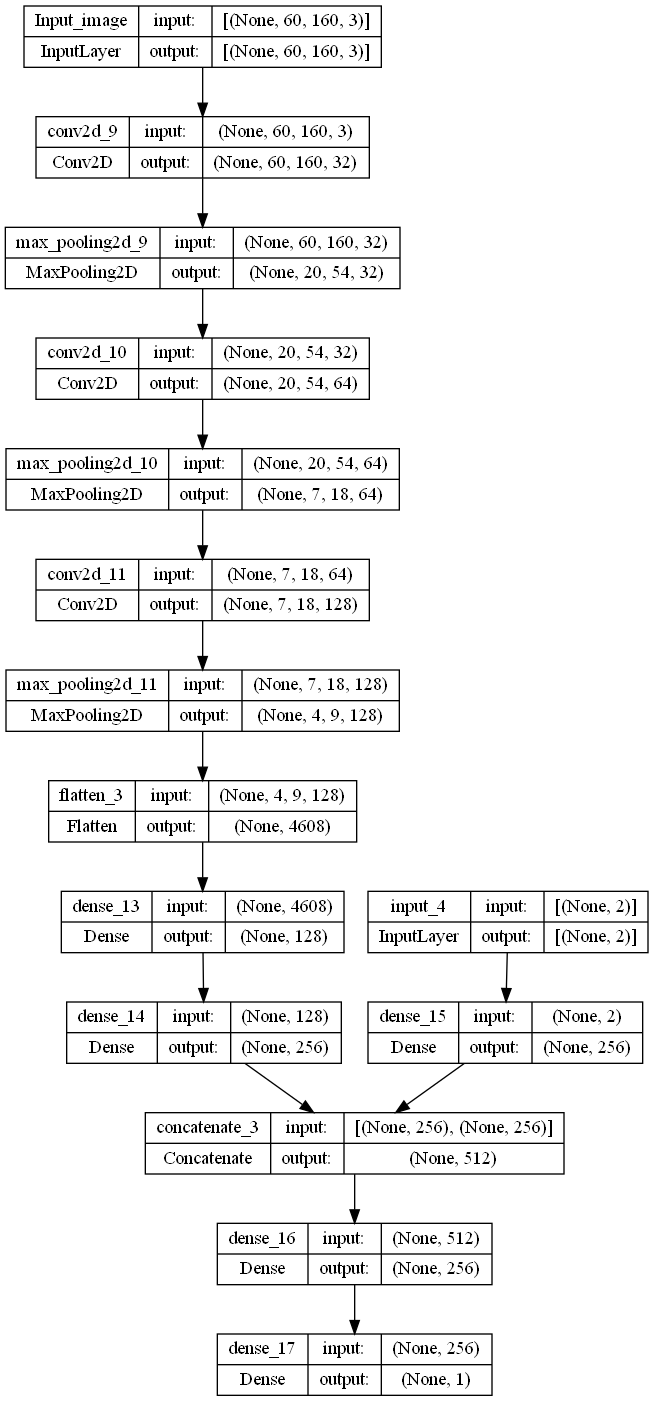 Input_image input: [(None, 60, 160, 3)]
InputLayer output: [(None, 60, 160, 3)]
conv2d_9 input: (None, 60, 160, 3)
Conv2D output: (None, 60, 160, 32)
max_pooling2d_9 input: (None, 60, 160, 32)
MaxPooling2D output: (None, 20, 54, 32)
conv2d_10 input: (None, 20, 54, 32)
Conv2D output: (None, 20, 54, 64)
max_pooling2d_10 input: (None, 20, 54, 64)
MaxPooling2D output: (None, 7, 18, 64)
conv2d_11 input: (None, 7, 18, 64)
Conv2D output: (None, 7, 18, 128)
max_pooling2d_11 input: (None, 7, 18, 128)
MaxPooling2D output: (None, 4, 9, 128)
flatten_3 input: (None, 4, 9, 128)
Flatten output: (None, 4608)
dense_13 input: (None, 4608)
Dense output: (None, 128)
input_4 input: [(None, 2)]
InputLayer output: [(None, 2)]
dense_14 input: (None, 128)
Dense output: (None, 256)
dense_15 input: (None, 2)
Dense output: (None, 256)
concatenate_3 input: [(None, 256), (None, 256)]
Concatenate output: (None, 512)
dense_16 input: (None, 512)
Dense output: (None, 256)
dense_17 input: (None, 256)
Dense output: (None, 1)